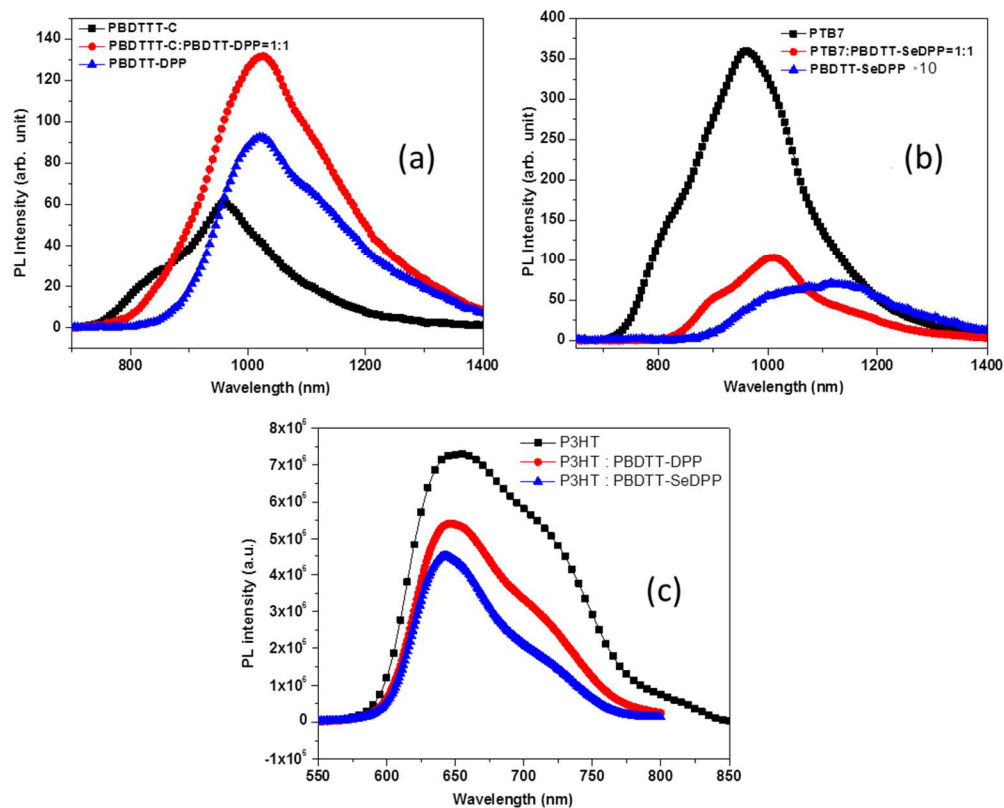 PBDTTT-C
PBDTTT-C:PBDTT-DPP=1:1
PBDTT-DPP
(a)
140
120
100
80
60
40
20
0
PL Intensity (arb. unit)
800
1000
1200
1400
Wavelength (nm)
PTB7
PTB7:PBDTT-SeDPP=1:1
PBDTT-SeDPP *10
(b)
400
350
300
250
200
150
100
50
0
PL Intensity (arb. unit)
800
1000
1200
1400
Wavelength (nm)
P3HT
P3HT : PBDTT-DPP
P3HT : PBDTT-SeDPP
(c)
8x10⁶
7x10⁶
6x10⁶
5x10⁶
4x10⁶
3x10⁶
2x10⁶
1x10⁶
0
-1x10⁶
PL intensity (a.u.)
550
600
650
700
750
800
850
Wavelength (nm)